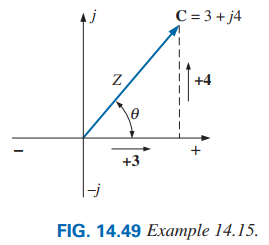 j
C = 3 + j4
Z
+4
θ
–
+
+3
–j
FIG. 14.49 Example 14.15.